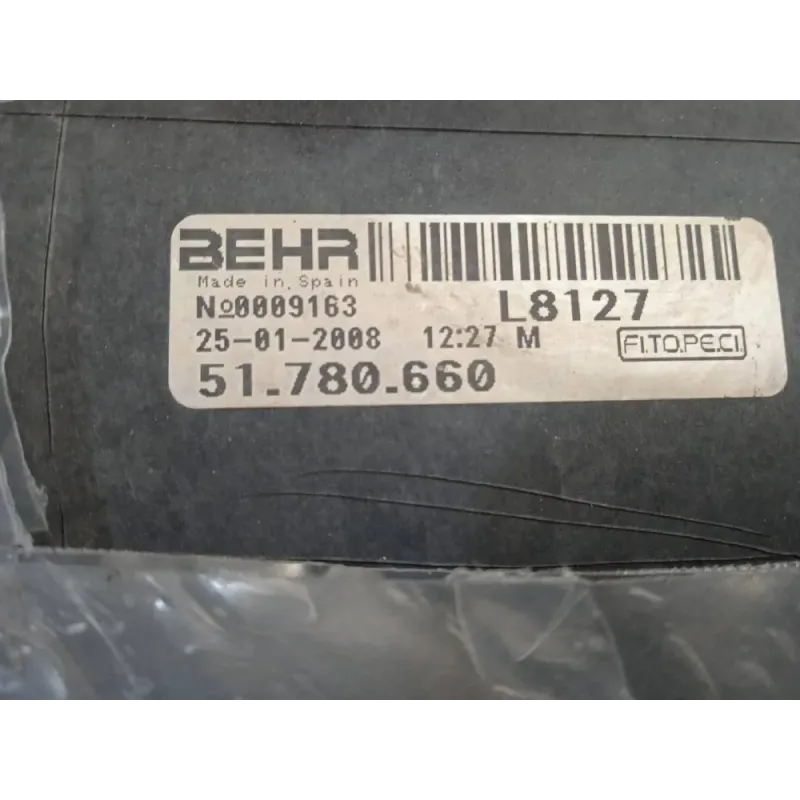 BEHR
Made in Spain
Nº0009163 L8127
25-01-2008 12:27 M FI.TO.PE.CI.
51.780.660